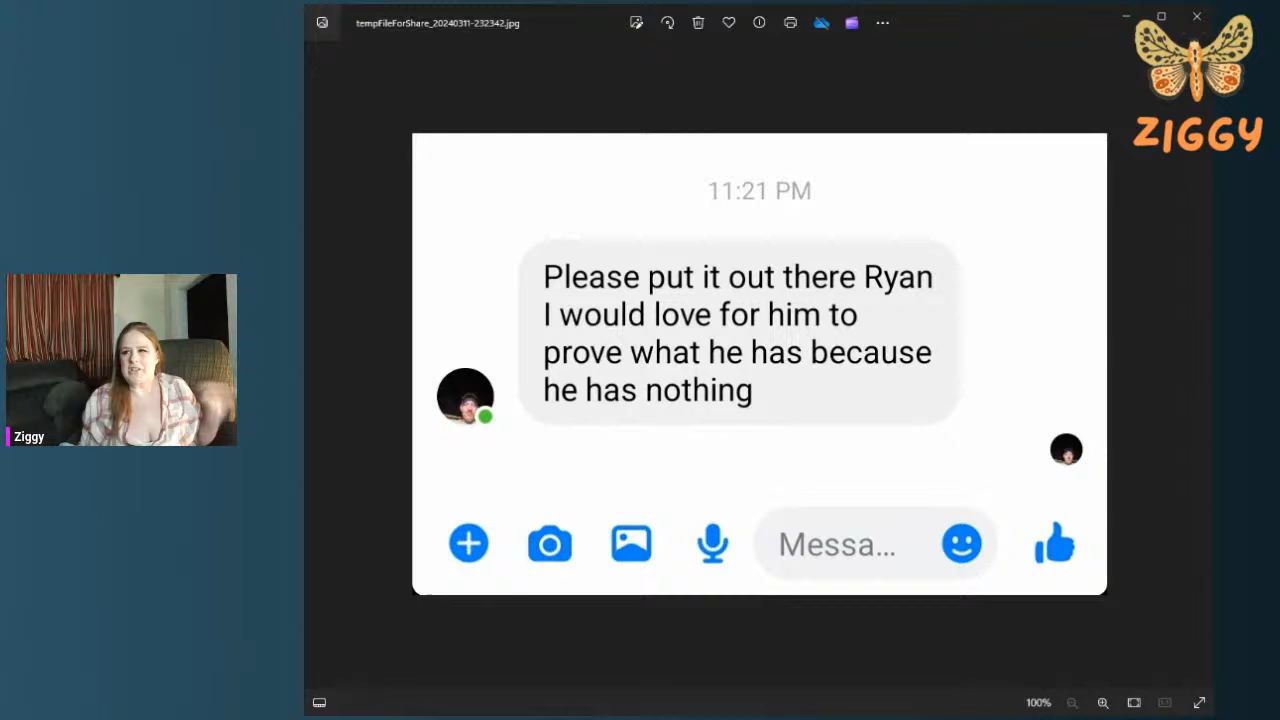 tempFileForShare_20240311-232342.jpg
ZIGGY
11:21 PM
Please put it out there Ryan
I would love for him to
prove what he has because
he has nothing
Messa...
Ziggy
100%